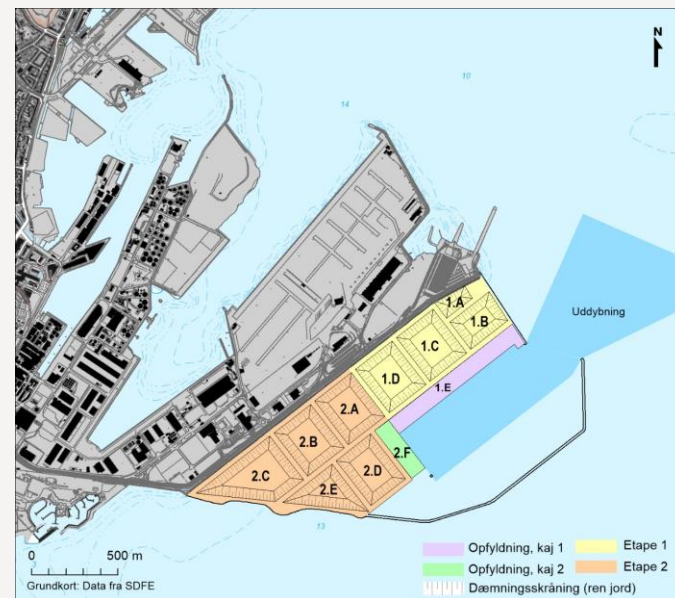 N
10
14
Uddybning
1.A
1.B
1.C
1.D
1.E
2.A
2.B
2.C
2.D
2.E
2.F
13
0 500 m
Grundkort: Data fra SDFE
Opfyldning, kaj 1
Etape 1
Opfyldning, kaj 2
Etape 2
Dæmningsskråning (ren jord)